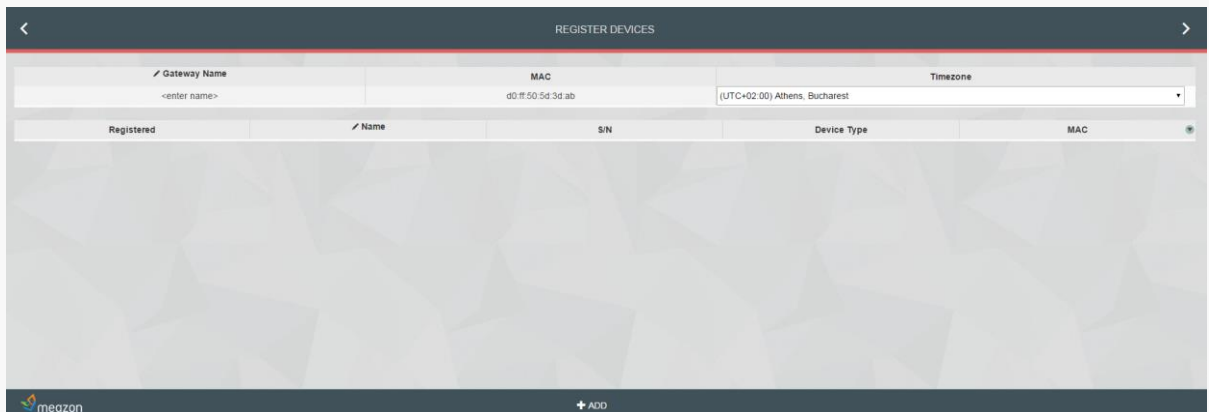 REGISTER DEVICES
Gateway Name MAC Timezone
<enter name> d0:ff:50:5d:3d:ab (UTC+02:00) Athens, Bucharest
Registered Name S/N Device Type MAC
meazon + ADD